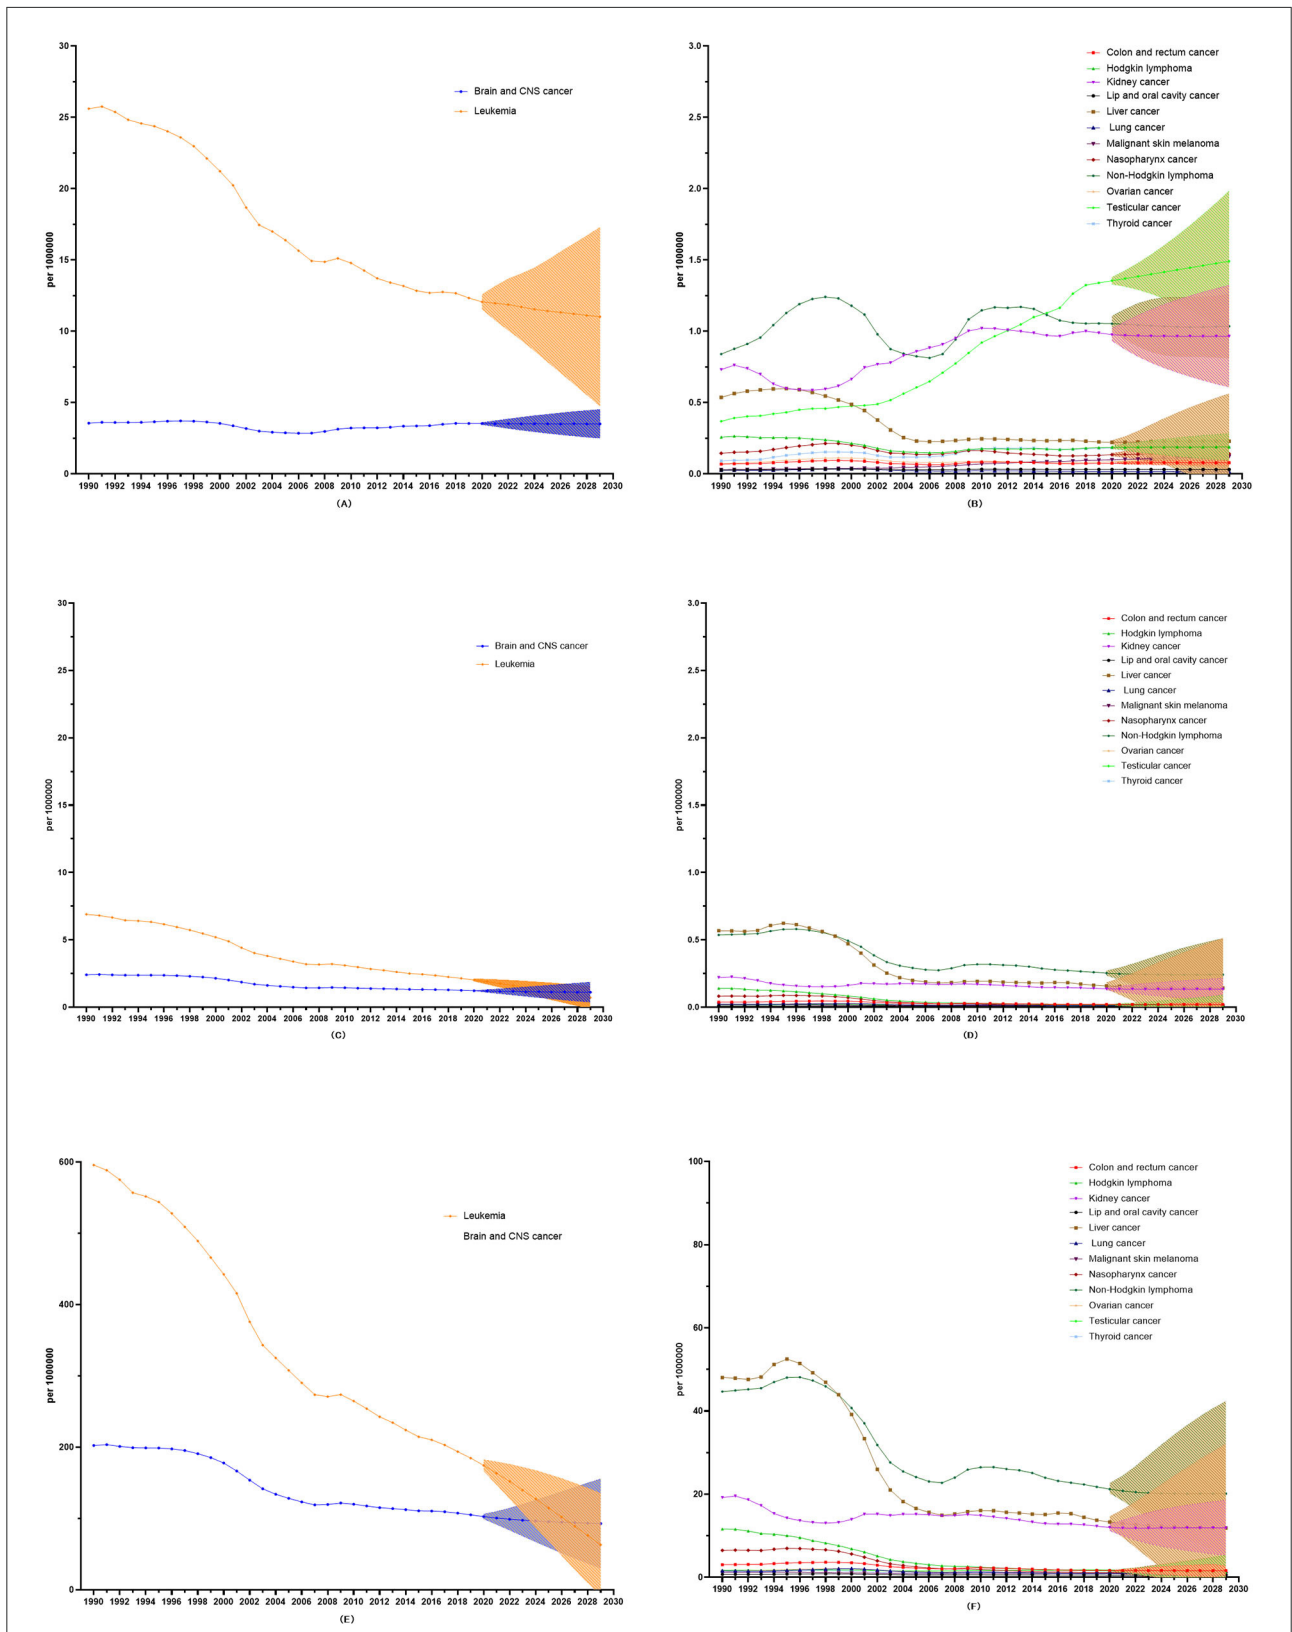 30
25
20
15
10
5
0
per 1000000
Brain and CNS cancer
Leukemia
1990 1992 1994 1996 1998 2000 2002 2004 2006 2008 2010 2012 2014 2016 2018 2020 2022 2024 2026 2028 2030
(A)
3.0
2.5
2.0
1.5
1.0
0.5
0.0
per 1000000
Colon and rectum cancer
Hodgkin lymphoma
Kidney cancer
Lip and oral cavity cancer
Liver cancer
Lung cancer
Malignant skin melanoma
Nasopharynx cancer
Non-Hodgkin lymphoma
Ovarian cancer
Testicular cancer
Thyroid cancer
1990 1992 1994 1996 1998 2000 2002 2004 2006 2008 2010 2012 2014 2016 2018 2020 2022 2024 2026 2028 2030
(B)
30
25
20
15
10
5
0
per 1000000
Brain and CNS cancer
Leukemia
1990 1992 1994 1996 1998 2000 2002 2004 2006 2008 2010 2012 2014 2016 2018 2020 2022 2024 2026 2028 2030
(C)
3.0
2.5
2.0
1.5
1.0
0.5
0.0
per 1000000
Colon and rectum cancer
Hodgkin lymphoma
Kidney cancer
Lip and oral cavity cancer
Liver cancer
Lung cancer
Malignant skin melanoma
Nasopharynx cancer
Non-Hodgkin lymphoma
Ovarian cancer
Testicular cancer
Thyroid cancer
1990 1992 1994 1996 1998 2000 2002 2004 2006 2008 2010 2012 2014 2016 2018 2020 2022 2024 2026 2028 2030
(D)
600
400
200
0
per 1000000
Leukemia
Brain and CNS cancer
1990 1992 1994 1996 1998 2000 2002 2004 2006 2008 2010 2012 2014 2016 2018 2020 2022 2024 2026 2028 2030
(E)
100
80
60
40
20
0
per 1000000
Colon and rectum cancer
Hodgkin lymphoma
Kidney cancer
Lip and oral cavity cancer
Liver cancer
Lung cancer
Malignant skin melanoma
Nasopharynx cancer
Non-Hodgkin lymphoma
Ovarian cancer
Testicular cancer
Thyroid cancer
1990 1992 1994 1996 1998 2000 2002 2004 2006 2008 2010 2012 2014 2016 2018 2020 2022 2024 2026 2028 2030
(F)